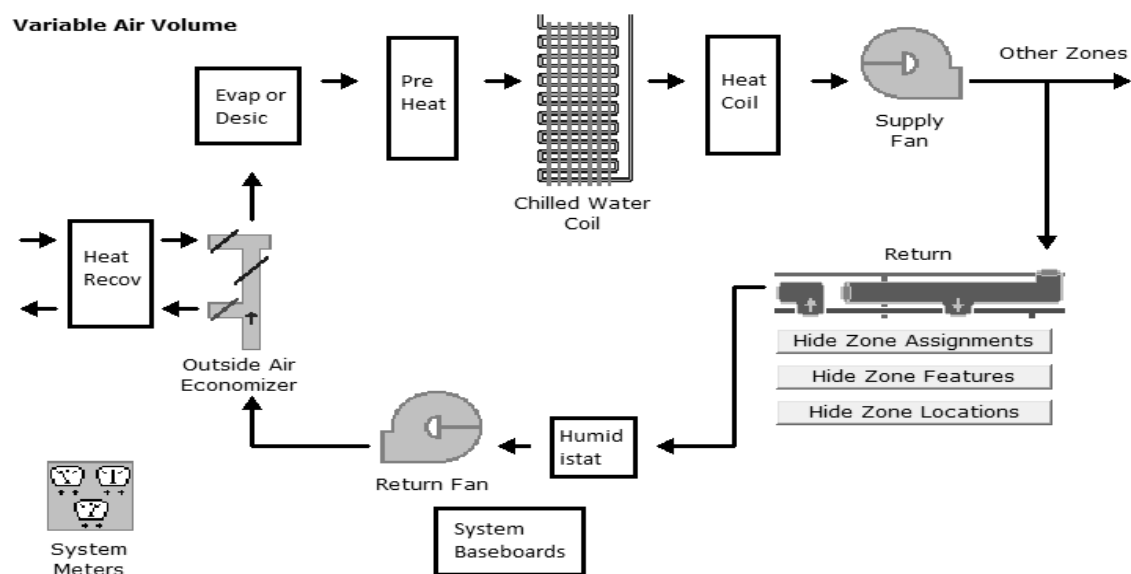 Variable Air Volume
Evap or
Desic
Pre
Heat
Chilled Water
Coil
Heat
Coil
Supply
Fan
Other Zones
Heat
Recov
Outside Air
Economizer
Return
Hide Zone Assignments
Hide Zone Features
Hide Zone Locations
Return Fan
Humid
istat
System
Baseboards
System
Meters